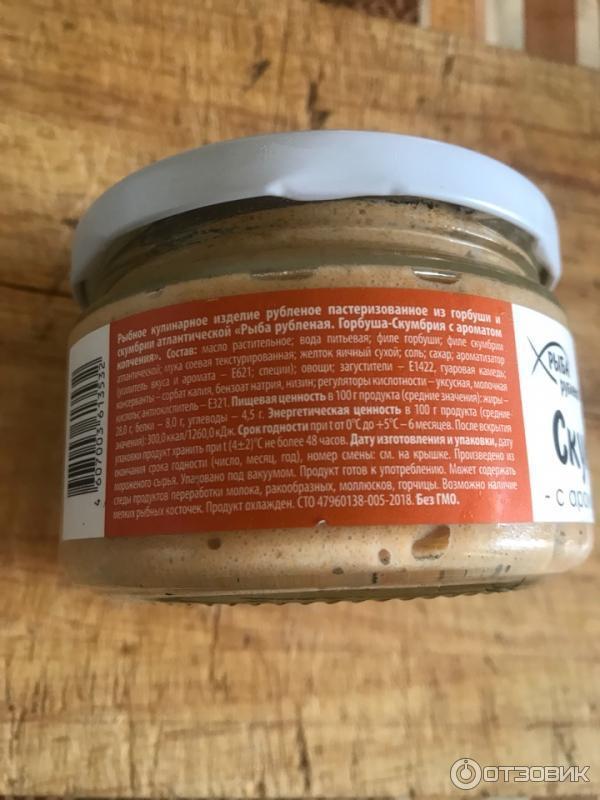 Рыбное кулинарное изделие рубленое пастеризованное из горбуши и
скумбрии атлантической «Рыба рубленая. Горбуша-Скумбрия с ароматом
копчения». Состав: масло растительное; вода питьевая; филе горбуши; филе скумбрии
атлантической; мука соевая текстурированная; желток яичный сухой; соль; сахар; ароматизатор
(усилитель вкуса и аромата – Е621; специи); овощи; загустители – Е1422, гуаровая камедь;
консерванты – сорбат калия, бензоат натрия, низин; регуляторы кислотности – уксусная, молочная
кислоты; антиокислитель – Е321. Пищевая ценность в 100 г продукта (средние значения): жиры –
28,0 г, белки – 8,0 г, углеводы – 4,5 г. Энергетическая ценность в 100 г продукта (средние
значения): 300,0 ккал/1260,0 кДж. Срок годности при t от 0°С до +5°С – 6 месяцев. После вскрытия
упаковки продукт хранить при t (4±2)°С не более 48 часов. Дату изготовления и упаковки, дату
окончания срока годности (число, месяц, год), номер смены: см. на крышке. Произведено из
мороженого сырья. Упаковано под вакуумом. Продукт готов к употреблению. Может содержать
следы продуктов переработки молока, ракообразных, моллюсков, горчицы. Возможно наличие
мелких рыбных косточек. Продукт охлажден. СТО 47960138-005-2018. Без ГМО.
4 607003 613532
РЫБА
рубле
Ску
- с аро
ОТЗОВИК